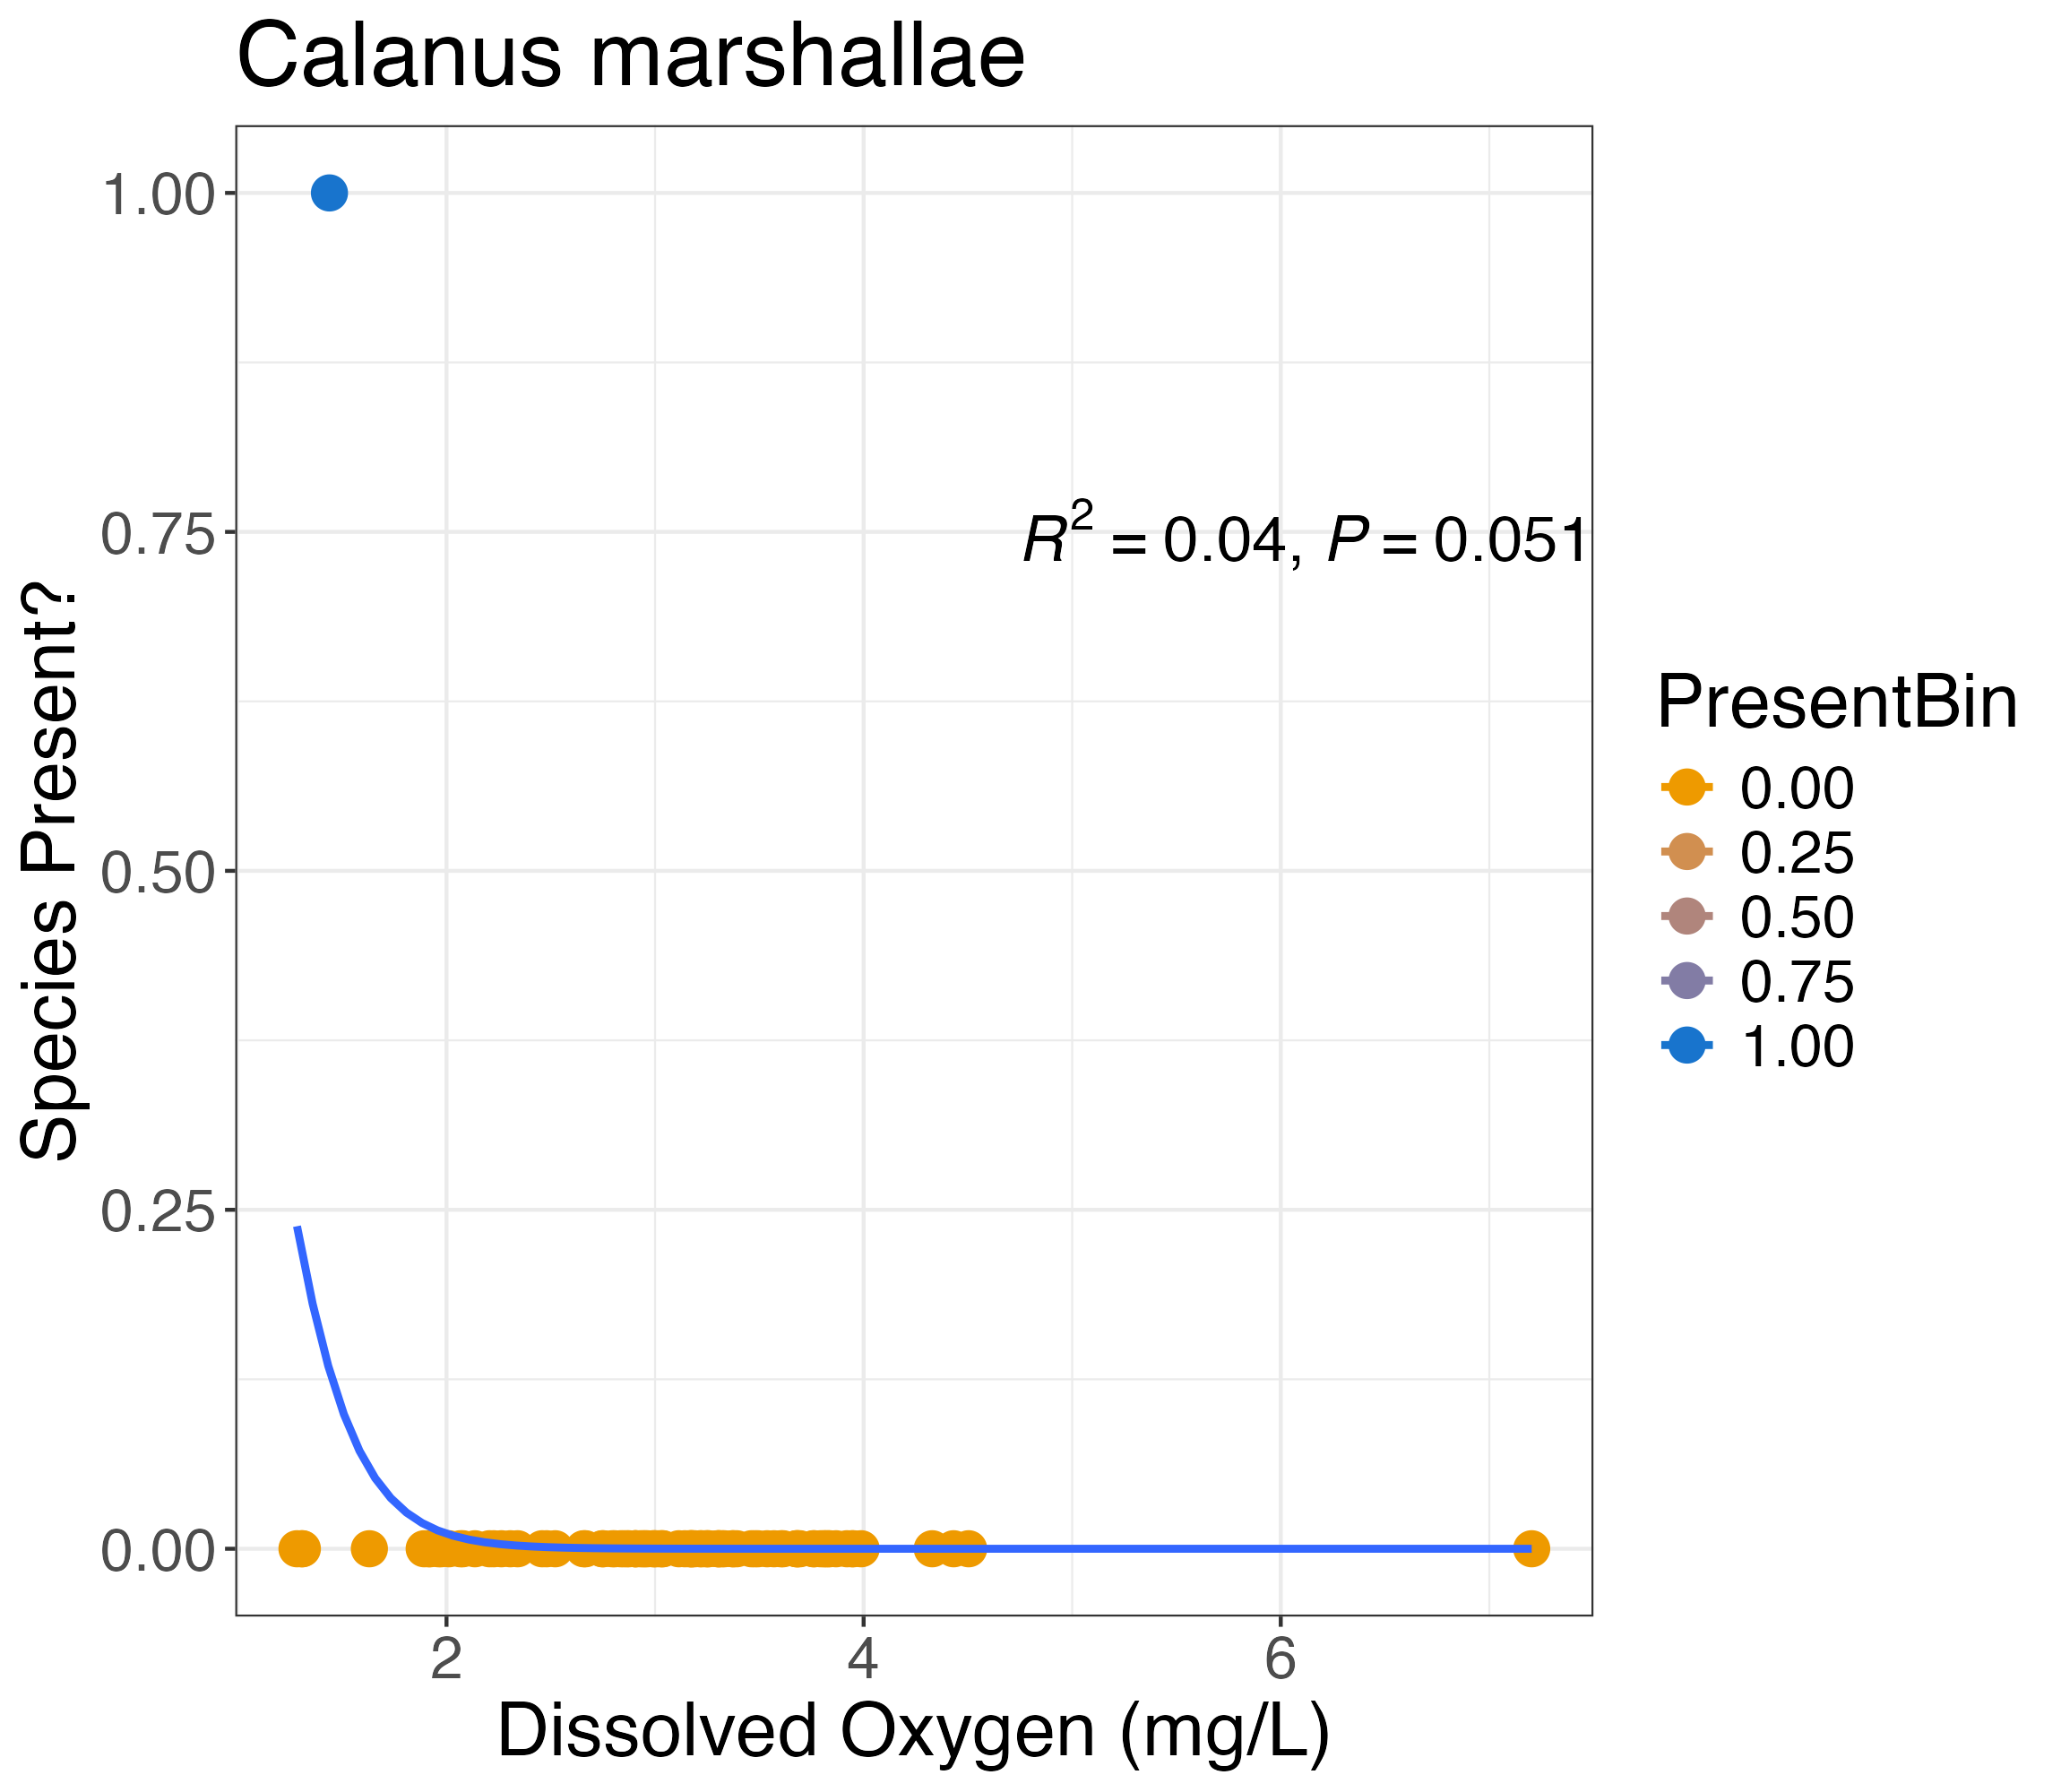 Calanus marshallae
1.00
0.75
0.50
0.25
0.00
Species Present?
R² = 0.04, P = 0.051
2
4
6
Dissolved Oxygen (mg/L)
PresentBin
0.00
0.25
0.50
0.75
1.00